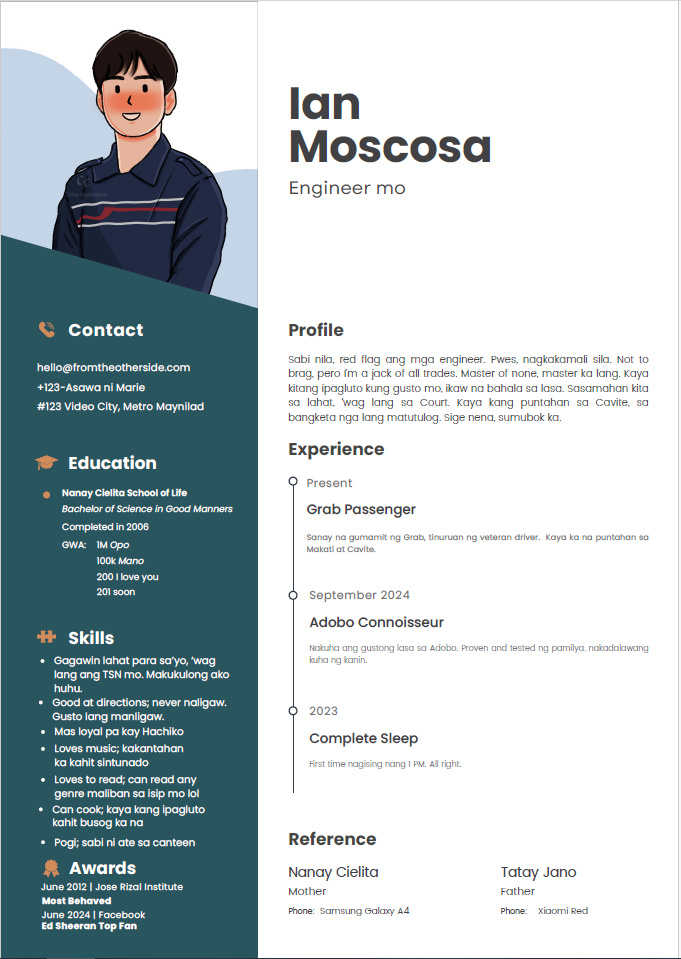 Ian
Moscosa
Engineer mo
Contact
hello@fromtheotherside.com
+123-Asawa ni Marie
#123 Video City, Metro Maynilad
Education
Nanay Cielita School of Life
Bachelor of Science in Good Manners
Completed in 2006
GWA: 1M Opo
100k Mano
200 I love you
201 soon
Skills
• Gagawin lahat para sa'yo, 'wag
lang ang TSN mo. Makukulong ako
huhu.
• Good at directions; never naligaw.
Gusto lang manligaw.
• Mas loyal pa kay Hachiko
• Loves music; kakantahan
ka kahit sintunado
• Loves to read; can read any
genre maliban sa isip mo lol
• Can cook; kaya kang ipagluto
kahit busog ka na
• Pogi; sabi ni ate sa canteen
Awards
June 2012 | Jose Rizal Institute
Most Behaved
June 2024 | Facebook
Ed Sheeran Top Fan
Profile
Sabi nila, red flag ang mga engineer. Pwes, nagkakamali sila. Not to
brag, pero I'm a jack of all trades. Master of none, master ka lang. Kaya
kitang ipagluto kung gusto mo, ikaw na bahala sa lasa. Sasamahan kita
sa lahat, 'wag lang sa Court. Kaya kang puntahan sa Cavite, sa
bangketa nga lang matutulog. Sige nena, sumubok ka.
Experience
Present
Grab Passenger
Sanay na gumamit ng Grab, tinuruan ng veteran driver. Kaya ka na puntahan sa
Makati at Cavite.
September 2024
Adobo Connoisseur
Nakuha ang gustong lasa sa Adobo. Proven and tested ng pamilya, nakadalawang
kuha ng kanin.
2023
Complete Sleep
First time nagising nang 1 PM. All right.
Reference
Nanay Cielita
Mother
Phone: Samsung Galaxy A4
Tatay Jano
Father
Phone: Xiaomi Red